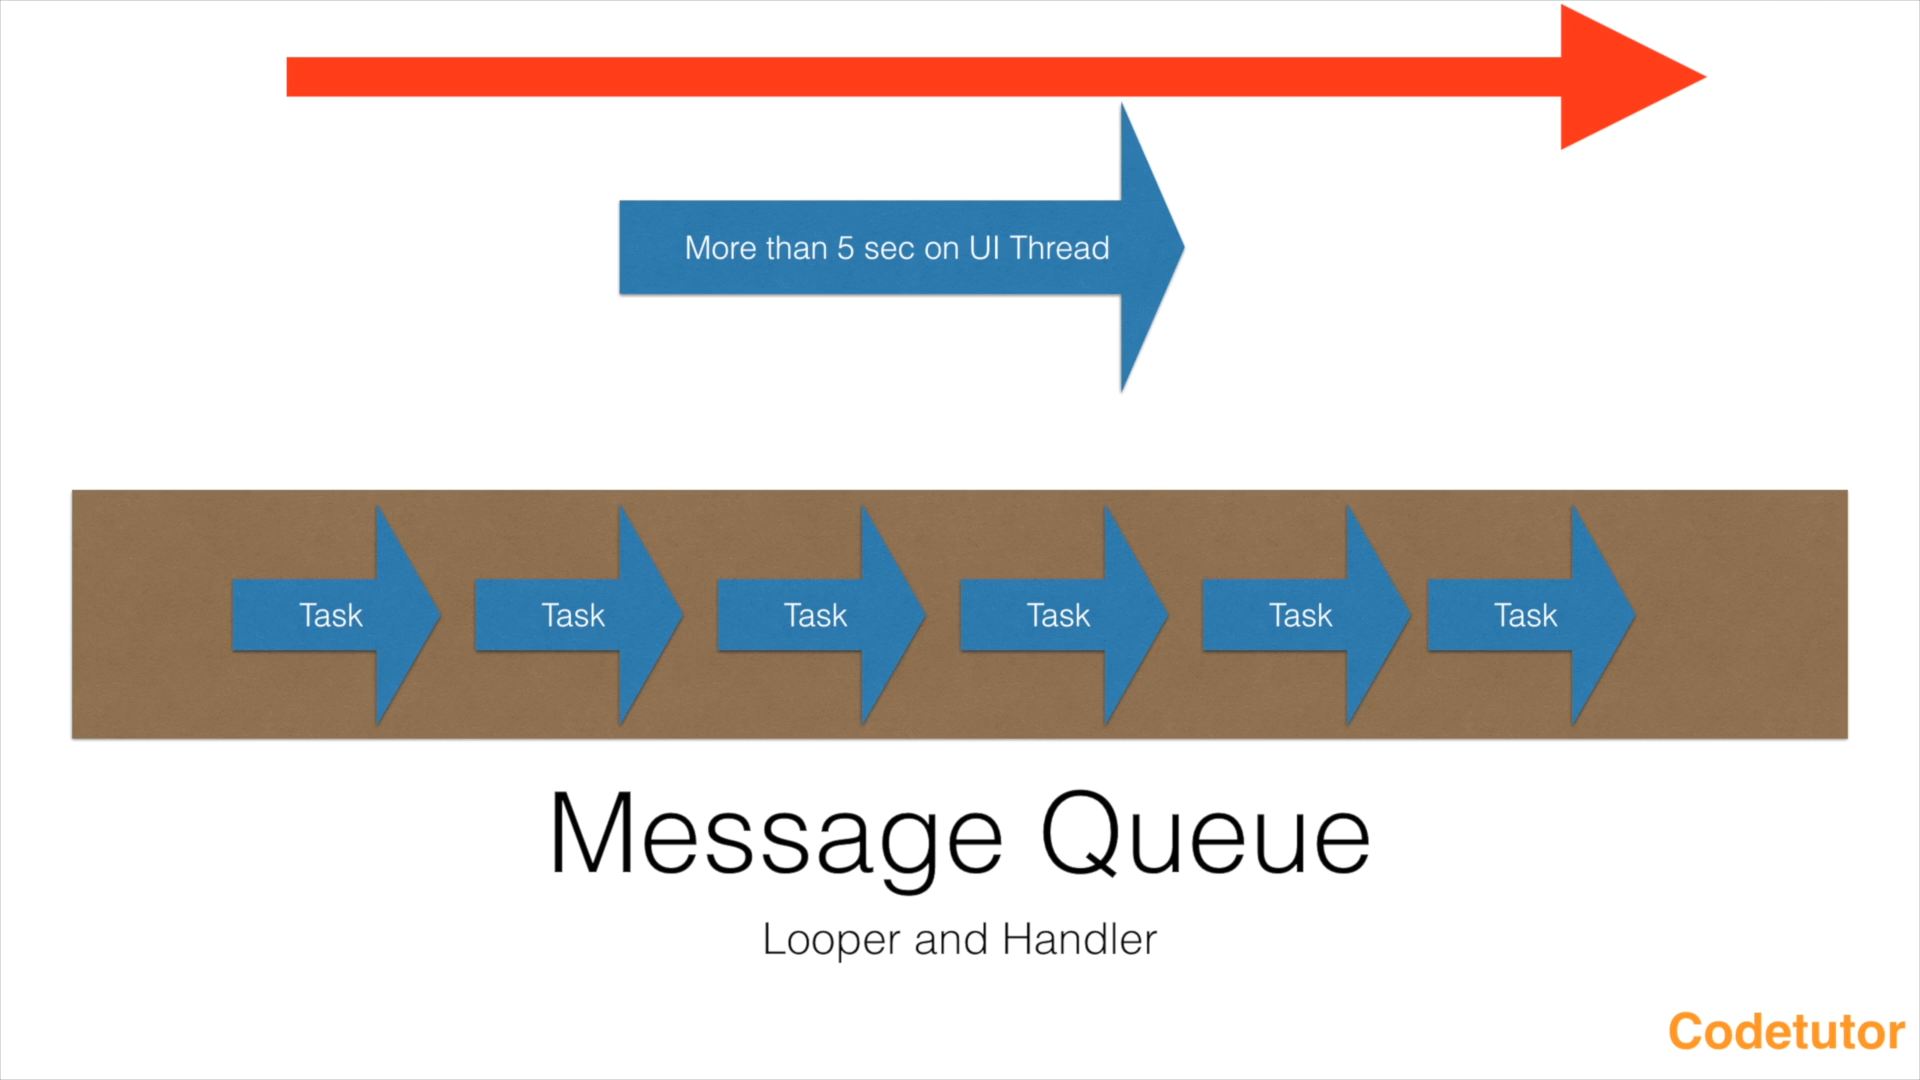 More than 5 sec on UI Thread
Task Task Task Task Task Task
Message Queue
Looper and Handler
Codetutor